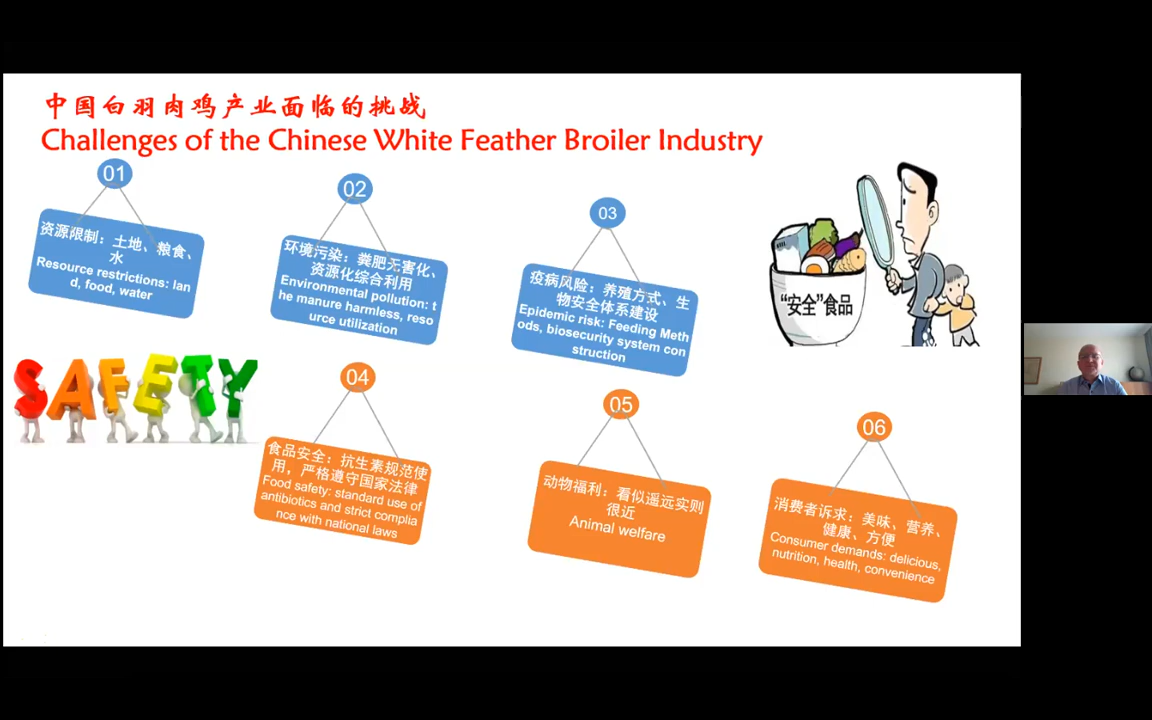 中国白羽肉鸡产业面临的挑战
Challenges of the Chinese White Feather Broiler Industry
01
资源限制：土地、粮食、
水
Resource restrictions: lan
d, food, water
02
环境污染：粪肥无害化、
资源化综合利用
Environmental pollution: t
he manure harmless, reso
urce utilization
03
疫病风险：养殖方式、生
物安全体系建设
Epidemic risk: Feeding Meth
ods, biosecurity system con
struction
“安全”食品
SAFETY
04
食品安全：抗生素规范使
用，严格遵守国家法律
Food safety: standard use of
antibiotics and strict complia
nce with national laws
05
动物福利：看似遥远实则
很近
Animal welfare
06
消费者诉求：美味、营养、
健康、方便
Consumer demands: delicious,
nutrition, health, convenience